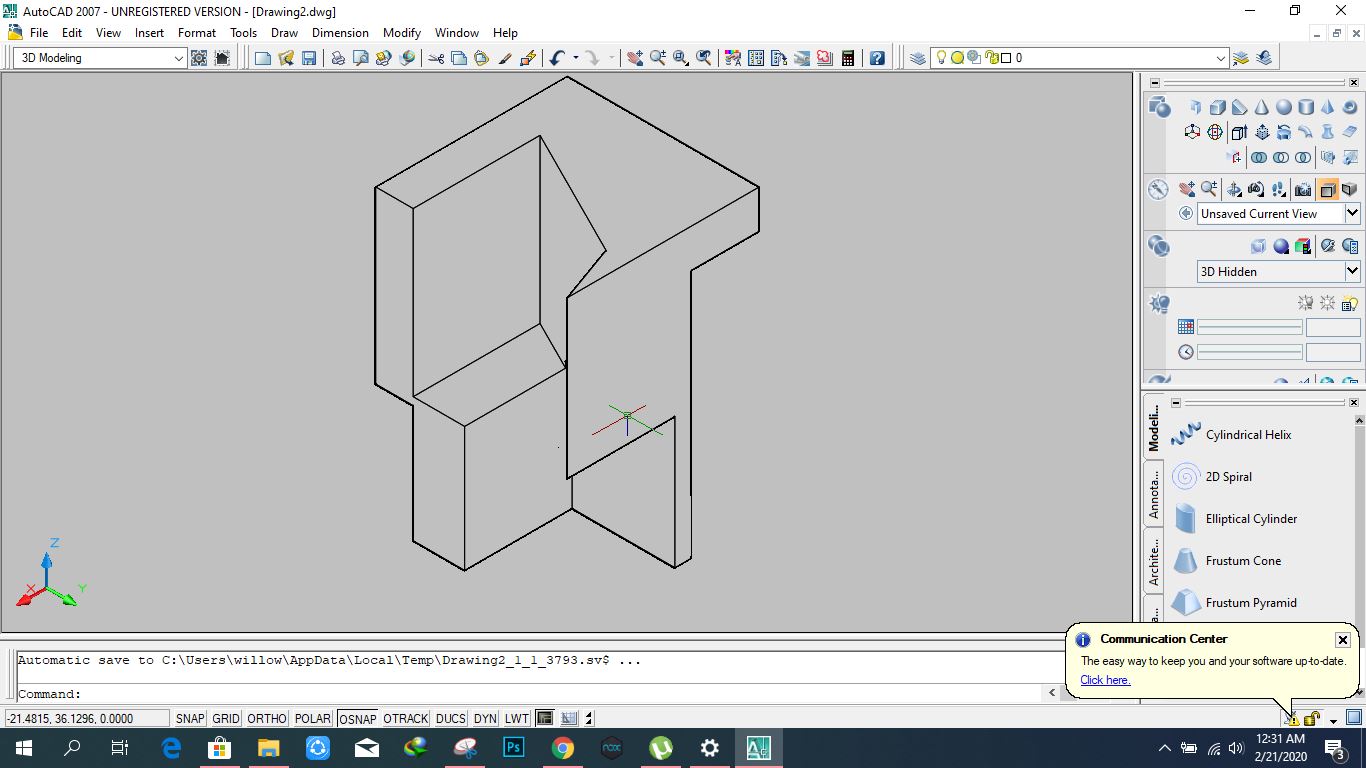 AutoCAD 2007 - UNREGISTERED VERSION - [Drawing2.dwg]
File Edit View Insert Format Tools Draw Dimension Modify Window Help
3D Modeling
0
Unsaved Current View
3D Hidden
Modeli...
Annota...
Archite...
Cylindrical Helix
2D Spiral
Elliptical Cylinder
Frustum Cone
Frustum Pyramid
Z
X
Y
Communication Center
The easy way to keep you and your software up-to-date.
Click here.
Automatic save to C:\Users\willow\AppData\Local\Temp\Drawing2_1_1_3793.sv$ ...
Command:
-21.4815, 36.1296, 0.0000 SNAP GRID ORTHO POLAR OSNAP OTRACK DUCS DYN LWT
Ps
nox
12:31 AM
2/21/2020
3